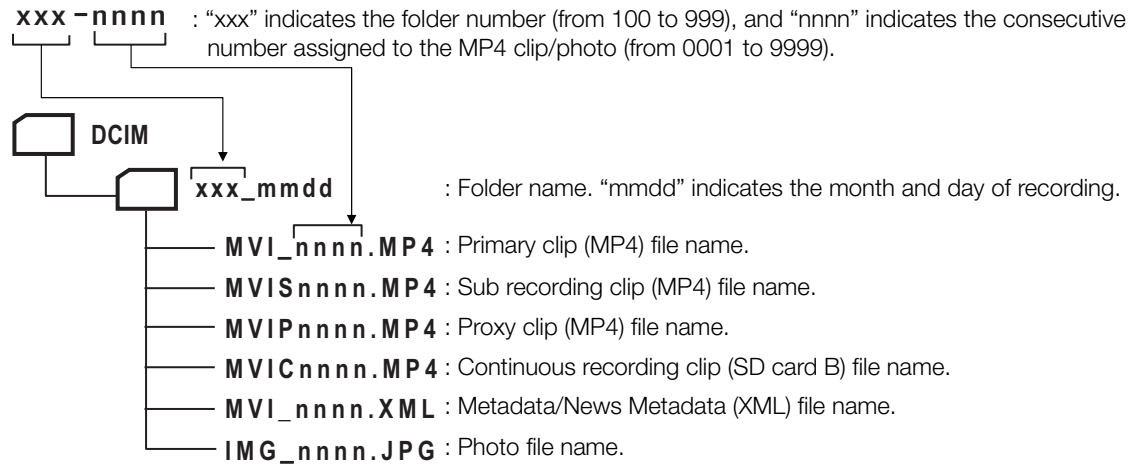 xxx-nnnn : “xxx” indicates the folder number (from 100 to 999), and “nnnn” indicates the consecutive
number assigned to the MP4 clip/photo (from 0001 to 9999).
DCIM
xxx_mmdd : Folder name. “mmdd” indicates the month and day of recording.
MVI_nnnn.MP4 : Primary clip (MP4) file name.
MVISnnnn.MP4 : Sub recording clip (MP4) file name.
MVIPnnnn.MP4 : Proxy clip (MP4) file name.
MVICnnnn.MP4 : Continuous recording clip (SD card B) file name.
MVI_nnnn.XML : Metadata/News Metadata (XML) file name.
IMG_nnnn.JPG : Photo file name.